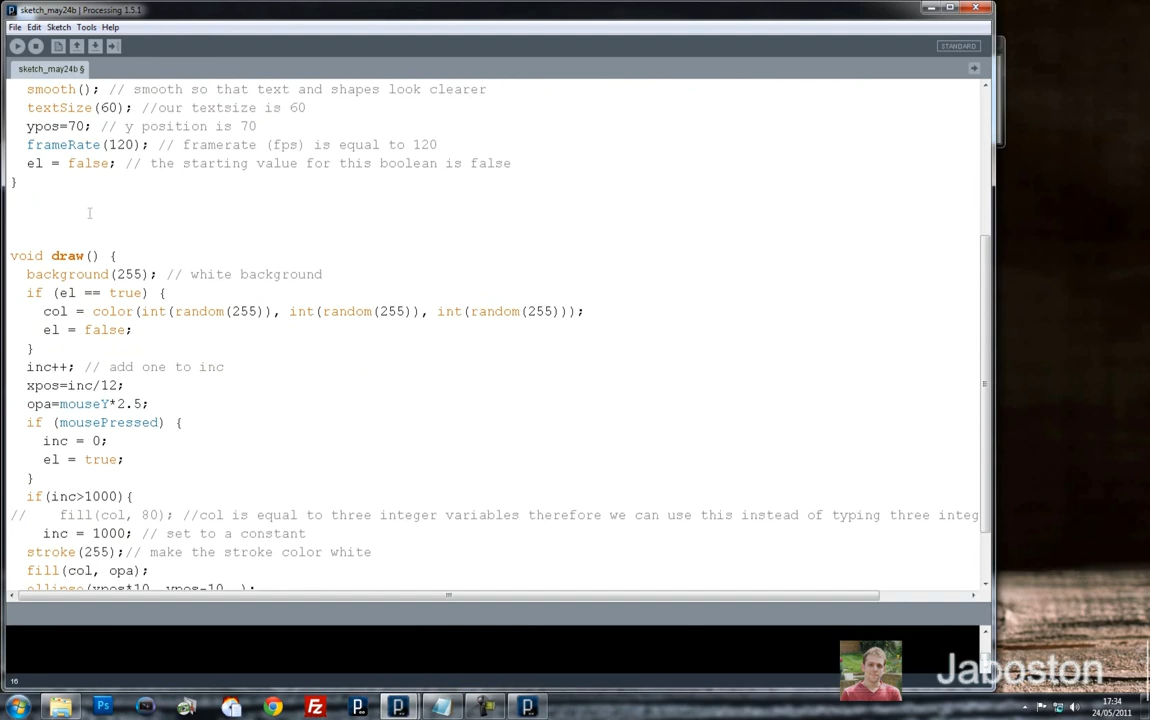 sketch_may24b | Processing 1.5.1
File Edit Sketch Tools Help
STANDARD
sketch_may24b §
smooth(); // smooth so that text and shapes look clearer
textSize(60); //our textsize is 60
ypos=70; // y position is 70
frameRate(120); // framerate (fps) is equal to 120
el = false; // the starting value for this boolean is false
}
void draw() {
background(255); // white background
if (el == true) {
col = color(int(random(255)), int(random(255)), int(random(255)));
el = false;
}
inc++; // add one to inc
xpos=inc/12;
opa=mouseY*2.5;
if (mousePressed) {
inc = 0;
el = true;
}
if(inc>1000){
// fill(col, 80); //col is equal to three integer variables therefore we can use this instead of typing three integ
inc = 1000; // set to a constant
stroke(255);// make the stroke color white
fill(col, opa);
ellipse(xpos*10, ypos-10, );
Jaboston
16
Ps
Fz
17:34
24/05/2011